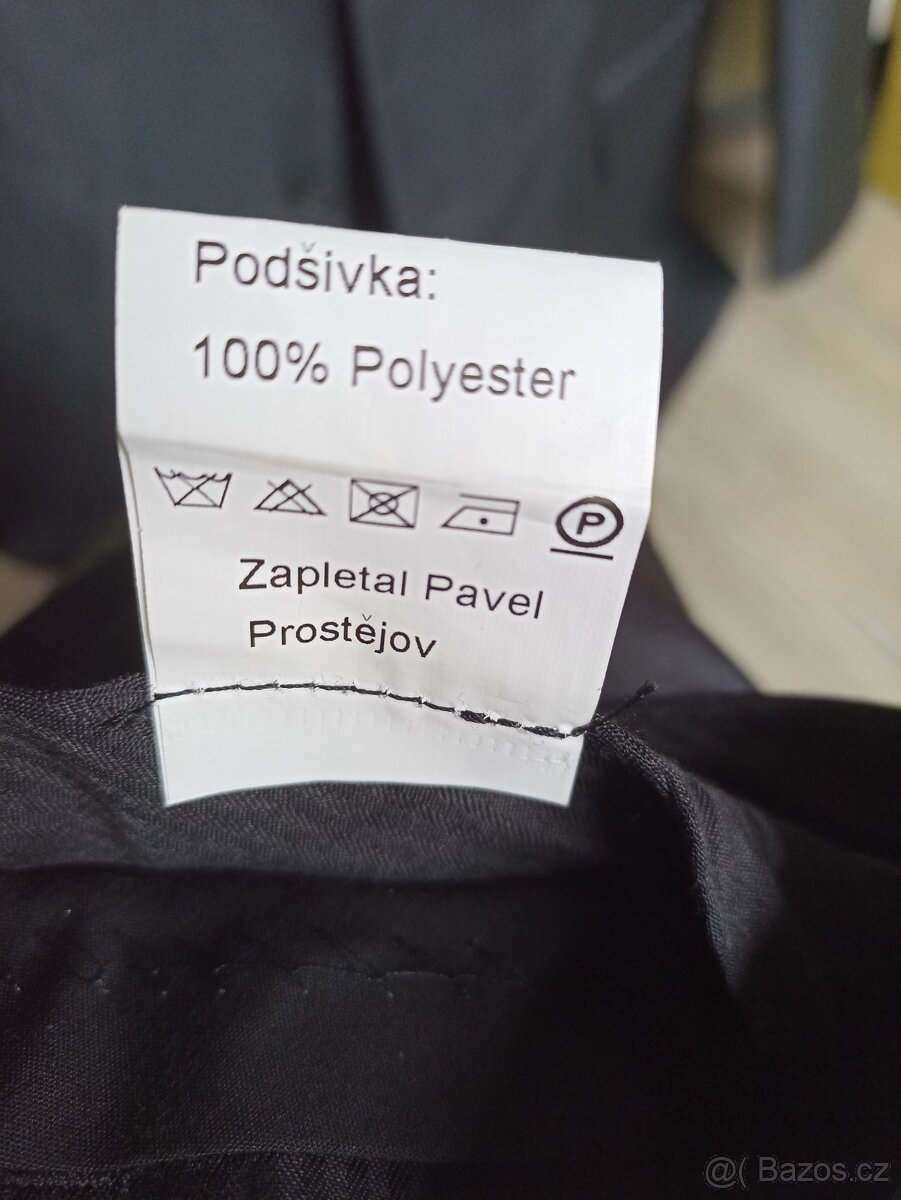 Podšivka:
100% Polyester
P
Zapletal Pavel
Prostějov
@( Bazos.cz